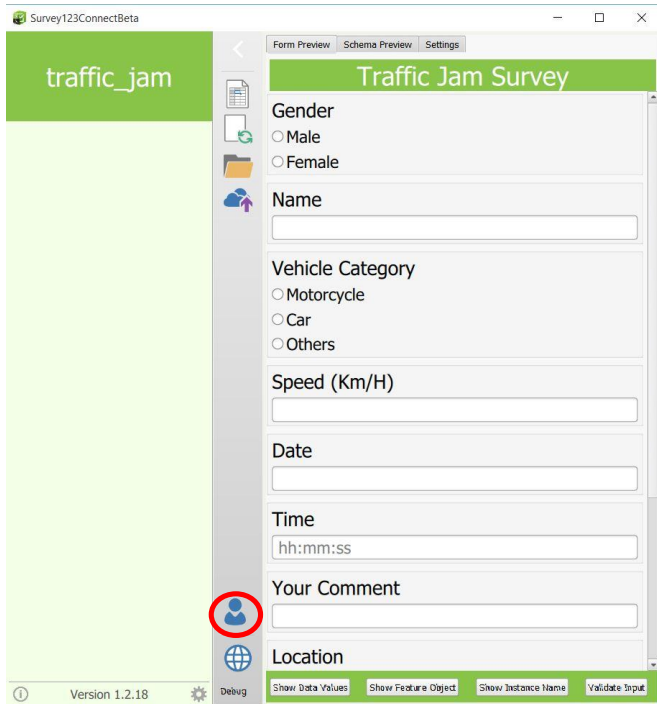 Survey123ConnectBeta
traffic_jam
Form Preview Schema Preview Settings
Traffic Jam Survey
Gender
Male
Female
Name
Vehicle Category
Motorcycle
Car
Others
Speed (Km/H)
Date
Time
hh:mm:ss
Your Comment
Location
Version 1.2.18
Debug
Show Data Values Show Feature Object Show Instance Name Validate Input